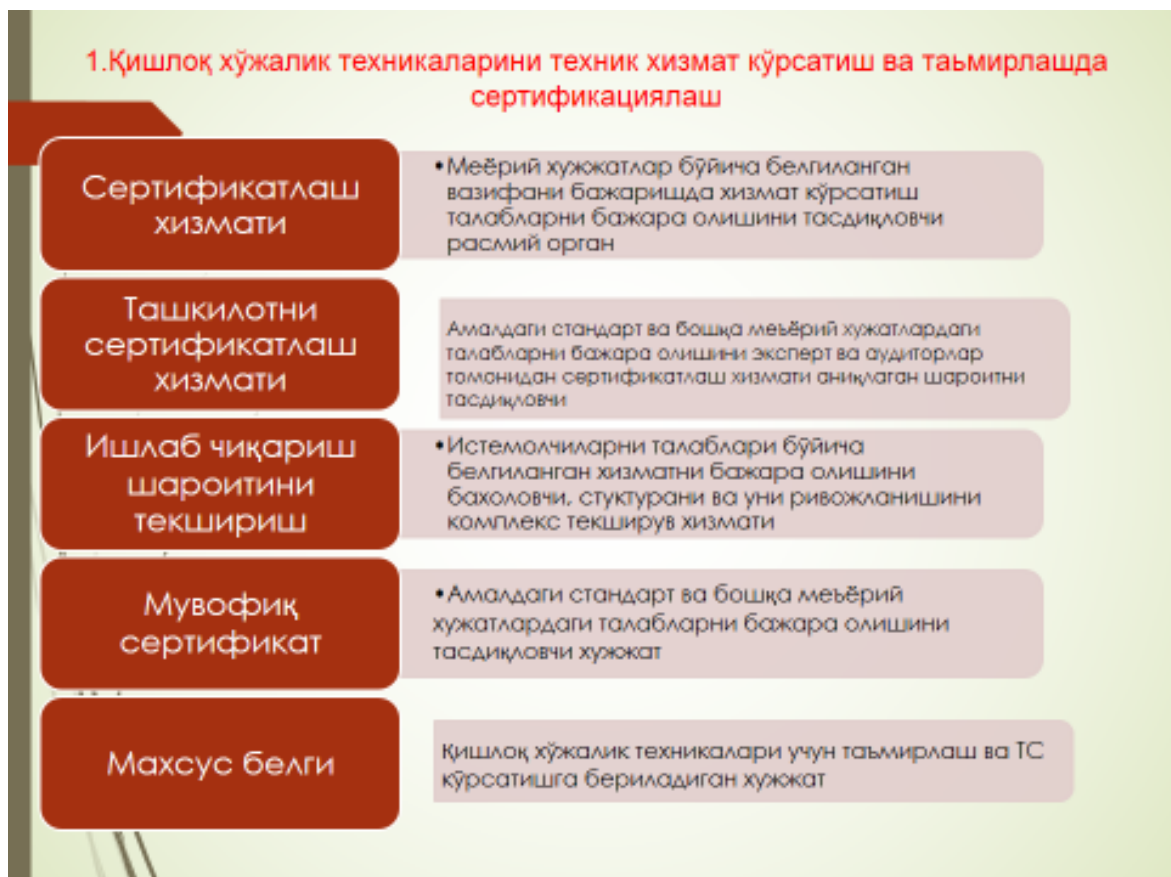 1.Қишлоқ хўжалик техникаларини техник хизмат кўрсатиш ва таьмирлашда
сертификациялаш
Сертификатлаш
хизмати
•Меёрий хужжатлар бўйича белгиланган
вазифани бажаришда хизмат кўрсатиш
талабларни бажара олишини тасдиқловчи
расмий орган
Ташкилотни
сертификатлаш
хизмати
Амалдаги стандарт ва бошқа меъёрий хужатлардаги
талабларни бажара олишини эксперт ва аудиторлар
томонидан сертификатлаш хизмати аниқлаган шароитни
тасдиқловчи
Ишлаб чиқариш
шароитини
текшириш
•Истемолчиларни талаблари бўйича
белгиланган хизматни бажара олишини
бахоловчи, стуктурани ва уни ривожланишини
комплекс текширув хизмати
Мувофиқ
сертификат
•Амалдаги стандарт ва бошқа меъёрий
хужатлардаги талабларни бажара олишини
тасдиқловчи хужжат
Махсус белги
Қишлоқ хўжалик техникалари учун таъмирлаш ва ТС
кўрсатишга бериладиган хужжат